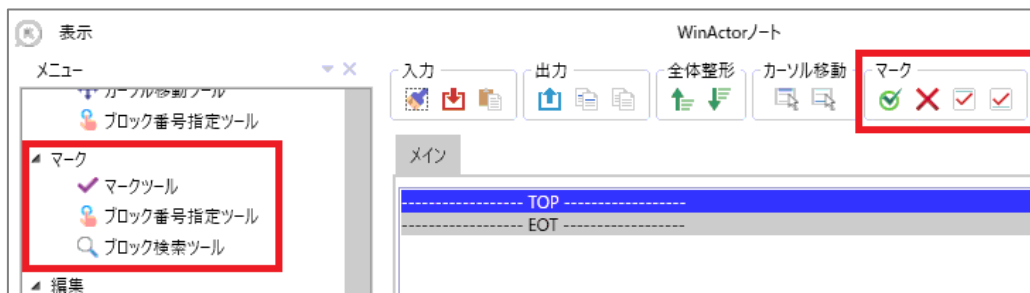 表示
WinActorノート
メニュー
カーソル移動ツール
ブロック番号指定ツール
マーク
マークツール
ブロック番号指定ツール
ブロック検索ツール
編集
入力
出力
全体整形
カーソル移動
マーク
メイン
------------------ TOP ------------------
------------------ EOT ------------------